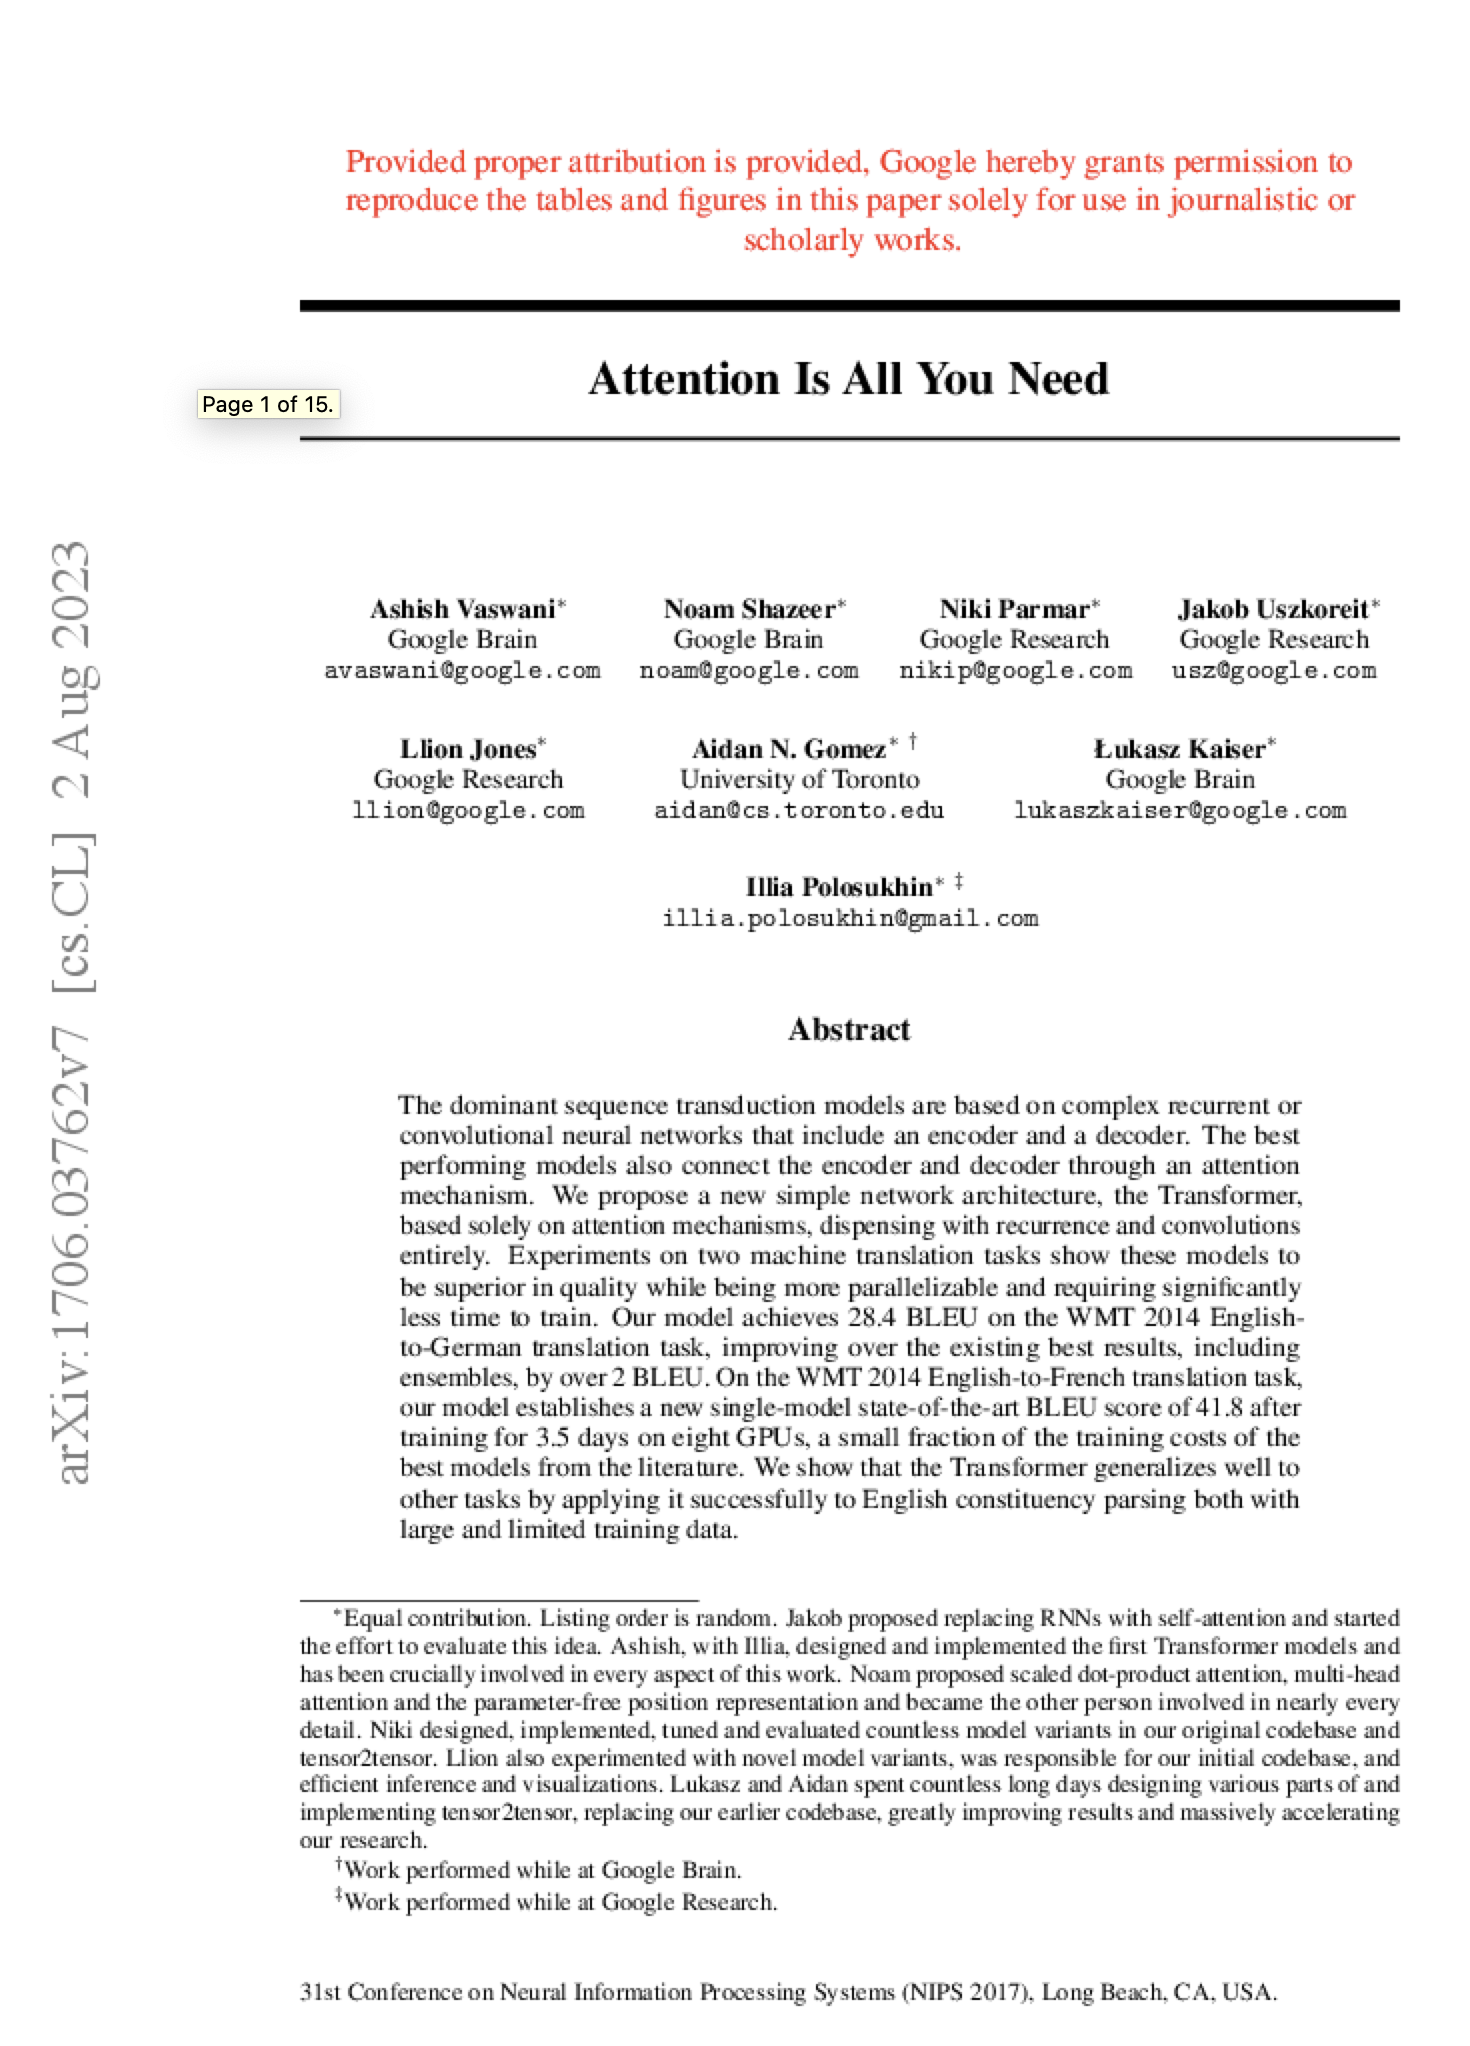 Provided proper attribution is provided, Google hereby grants permission to
reproduce the tables and figures in this paper solely for use in journalistic or
scholarly works.
Attention Is All You Need
Page 1 of 15.
arXiv:1706.03762v7 [cs.CL] 2 Aug 2023
Ashish Vaswani* Noam Shazeer* Niki Parmar* Jakob Uszkoreit*
Google Brain Google Brain Google Research Google Research
avaswani@google.com noam@google.com nikip@google.com usz@google.com
Llion Jones* Aidan N. Gomez* † Łukasz Kaiser*
Google Research University of Toronto Google Brain
llion@google.com aidan@cs.toronto.edu lukaszkaiser@google.com
Illia Polosukhin* ‡
illia.polosukhin@gmail.com
Abstract
The dominant sequence transduction models are based on complex recurrent or
convolutional neural networks that include an encoder and a decoder. The best
performing models also connect the encoder and decoder through an attention
mechanism. We propose a new simple network architecture, the Transformer,
based solely on attention mechanisms, dispensing with recurrence and convolutions
entirely. Experiments on two machine translation tasks show these models to
be superior in quality while being more parallelizable and requiring significantly
less time to train. Our model achieves 28.4 BLEU on the WMT 2014 English-
to-German translation task, improving over the existing best results, including
ensembles, by over 2 BLEU. On the WMT 2014 English-to-French translation task,
our model establishes a new single-model state-of-the-art BLEU score of 41.8 after
training for 3.5 days on eight GPUs, a small fraction of the training costs of the
best models from the literature. We show that the Transformer generalizes well to
other tasks by applying it successfully to English constituency parsing both with
large and limited training data.
*Equal contribution. Listing order is random. Jakob proposed replacing RNNs with self-attention and started
the effort to evaluate this idea. Ashish, with Illia, designed and implemented the first Transformer models and
has been crucially involved in every aspect of this work. Noam proposed scaled dot-product attention, multi-head
attention and the parameter-free position representation and became the other person involved in nearly every
detail. Niki designed, implemented, tuned and evaluated countless model variants in our original codebase and
tensor2tensor. Llion also experimented with novel model variants, was responsible for our initial codebase, and
efficient inference and visualizations. Lukasz and Aidan spent countless long days designing various parts of and
implementing tensor2tensor, replacing our earlier codebase, greatly improving results and massively accelerating
our research.
†Work performed while at Google Brain.
‡Work performed while at Google Research.
31st Conference on Neural Information Processing Systems (NIPS 2017), Long Beach, CA, USA.